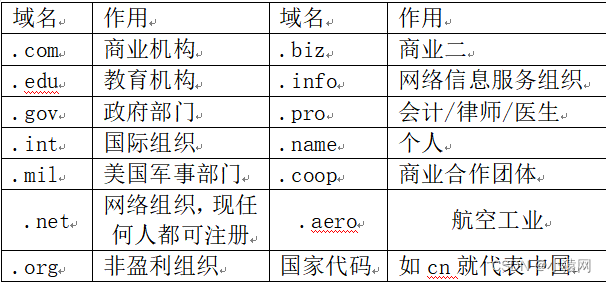 域名 作用 域名 作用
.com 商业机构 .biz 商业二
.edu 教育机构 .info 网络信息服务组织
.gov 政府部门 .pro 会计/律师/医生
.int 国际组织 .name 个人
.mil 美国军事部门 .coop 商业合作团体
.net 网络组织，现任 .aero 航空工业
何人都可注册
.org 非盈利组织 国家代码 如cn就代表中国